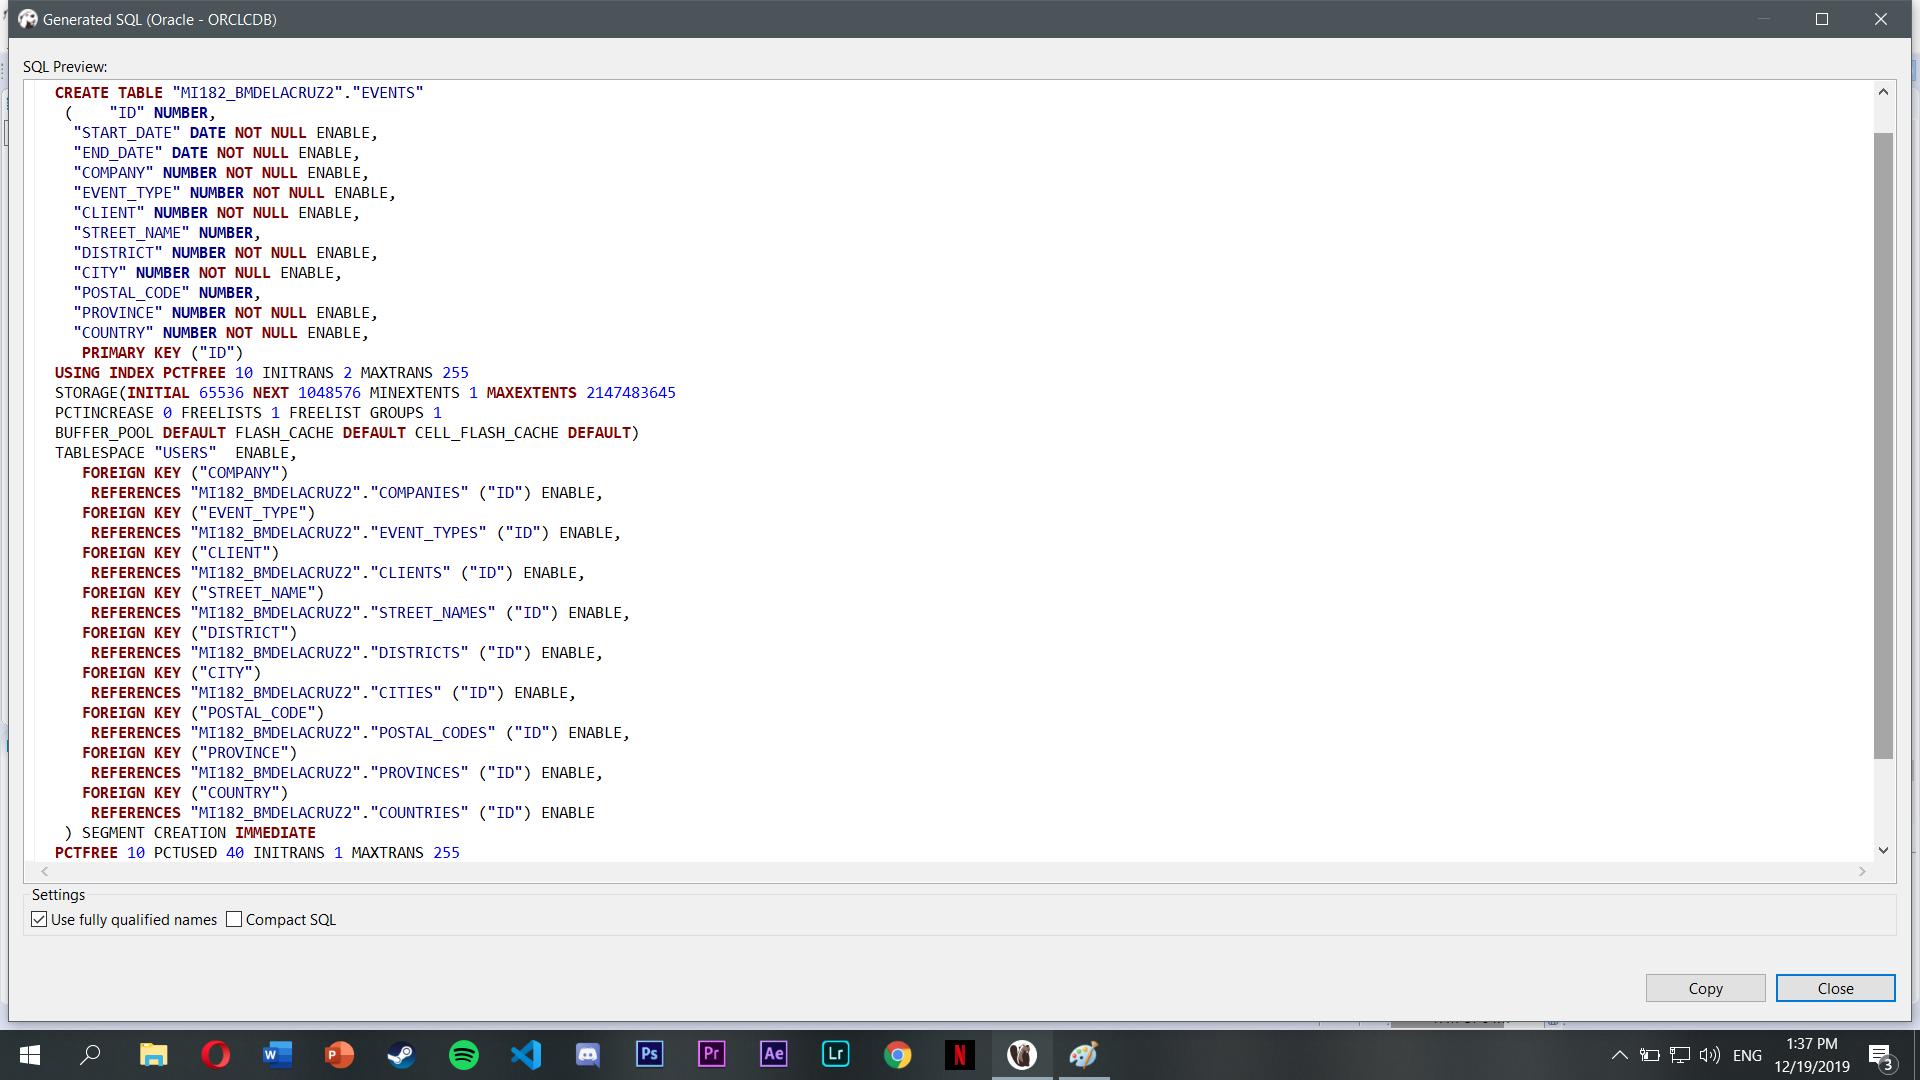 Generated SQL (Oracle - ORCLCDB)
SQL Preview:
CREATE TABLE "MI182_BMDELACRUZ2"."EVENTS"
( "ID" NUMBER,
"START_DATE" DATE NOT NULL ENABLE,
"END_DATE" DATE NOT NULL ENABLE,
"COMPANY" NUMBER NOT NULL ENABLE,
"EVENT_TYPE" NUMBER NOT NULL ENABLE,
"CLIENT" NUMBER NOT NULL ENABLE,
"STREET_NAME" NUMBER,
"DISTRICT" NUMBER NOT NULL ENABLE,
"CITY" NUMBER NOT NULL ENABLE,
"POSTAL_CODE" NUMBER,
"PROVINCE" NUMBER NOT NULL ENABLE,
"COUNTRY" NUMBER NOT NULL ENABLE,
PRIMARY KEY ("ID")
USING INDEX PCTFREE 10 INITRANS 2 MAXTRANS 255
STORAGE(INITIAL 65536 NEXT 1048576 MINEXTENTS 1 MAXEXTENTS 2147483645
PCTINCREASE 0 FREELISTS 1 FREELIST GROUPS 1
BUFFER_POOL DEFAULT FLASH_CACHE DEFAULT CELL_FLASH_CACHE DEFAULT)
TABLESPACE "USERS" ENABLE,
FOREIGN KEY ("COMPANY")
REFERENCES "MI182_BMDELACRUZ2"."COMPANIES" ("ID") ENABLE,
FOREIGN KEY ("EVENT_TYPE")
REFERENCES "MI182_BMDELACRUZ2"."EVENT_TYPES" ("ID") ENABLE,
FOREIGN KEY ("CLIENT")
REFERENCES "MI182_BMDELACRUZ2"."CLIENTS" ("ID") ENABLE,
FOREIGN KEY ("STREET_NAME")
REFERENCES "MI182_BMDELACRUZ2"."STREET_NAMES" ("ID") ENABLE,
FOREIGN KEY ("DISTRICT")
REFERENCES "MI182_BMDELACRUZ2"."DISTRICTS" ("ID") ENABLE,
FOREIGN KEY ("CITY")
REFERENCES "MI182_BMDELACRUZ2"."CITIES" ("ID") ENABLE,
FOREIGN KEY ("POSTAL_CODE")
REFERENCES "MI182_BMDELACRUZ2"."POSTAL_CODES" ("ID") ENABLE,
FOREIGN KEY ("PROVINCE")
REFERENCES "MI182_BMDELACRUZ2"."PROVINCES" ("ID") ENABLE,
FOREIGN KEY ("COUNTRY")
REFERENCES "MI182_BMDELACRUZ2"."COUNTRIES" ("ID") ENABLE
) SEGMENT CREATION IMMEDIATE
PCTFREE 10 PCTUSED 40 INITRANS 1 MAXTRANS 255
Settings
Use fully qualified names Compact SQL
Copy Close
W P Ps Pr Ae Lr N ENG 1:37 PM
12/19/2019 3